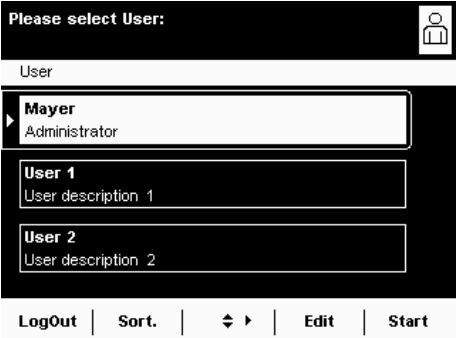 Please select User:
User
Mayer
Administrator
User 1
User description 1
User 2
User description 2
LogOut Sort. Edit Start